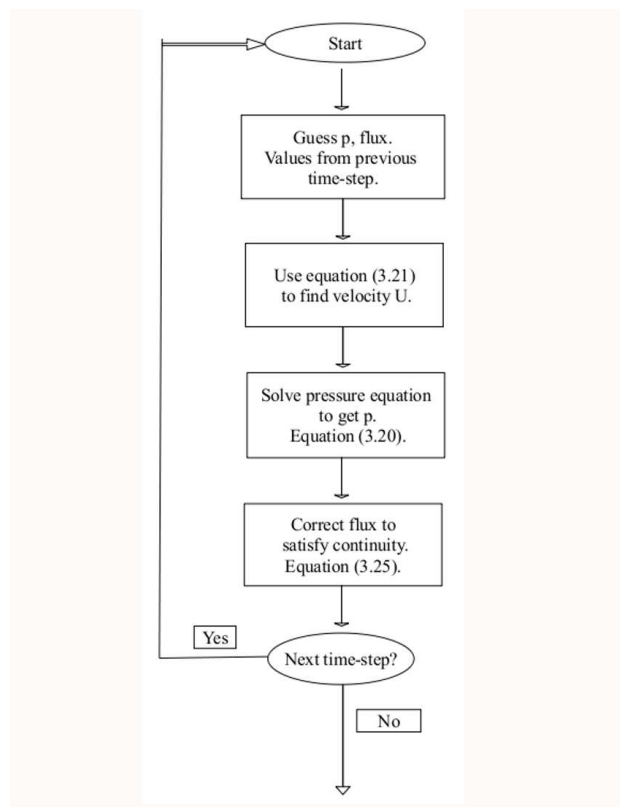 Start
Guess p, flux.
Values from previous
time-step.
Use equation (3.21)
to find velocity U.
Solve pressure equation
to get p.
Equation (3.20).
Correct flux to
satisfy continuity.
Equation (3.25).
Yes
Next time-step?
No